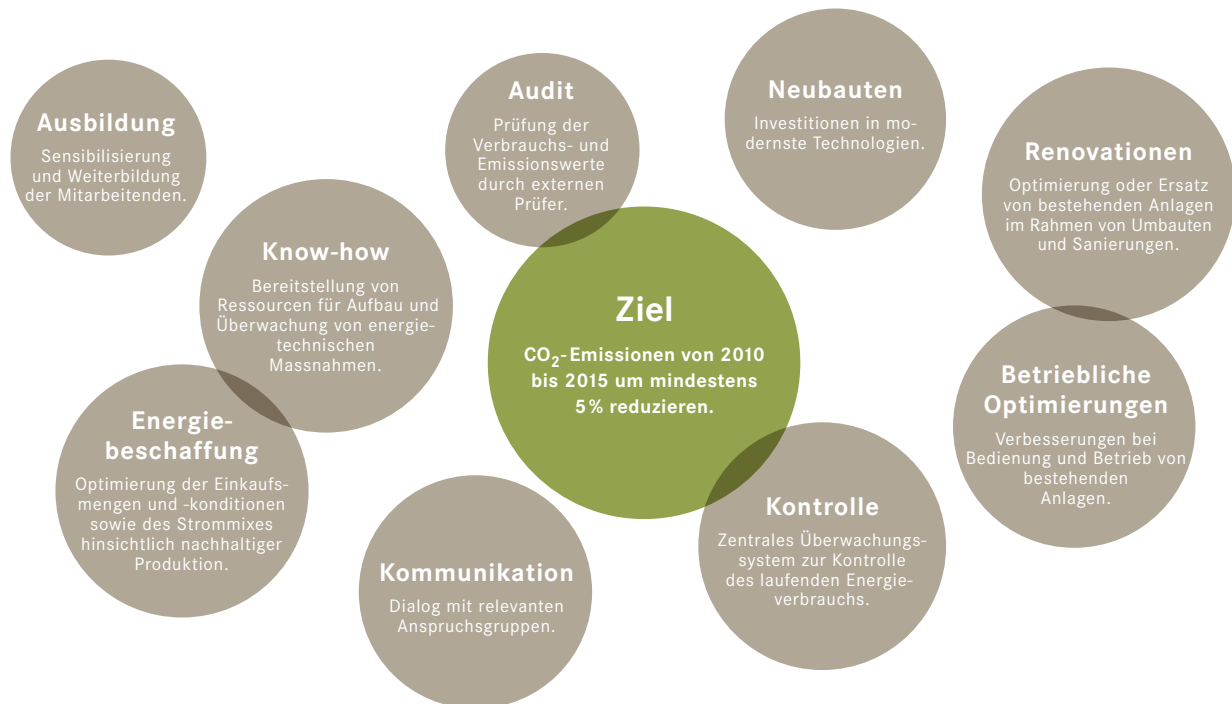 Ausbildung
Sensibilisierung
und Weiterbildung
der Mitarbeitenden.
Know-how
Bereitstellung von
Ressourcen für Aufbau und
Überwachung von energie-
technischen
Massnahmen.
Energie-
beschaffung
Optimierung der Einkaufs-
mengen und -konditionen
sowie des Strommixes
hinsichtlich nachhaltiger
Produktion.
Audit
Prüfung der
Verbrauchs- und
Emissionswerte
durch externen
Prüfer.
Ziel
CO₂-Emissionen von 2010
bis 2015 um mindestens
5% reduzieren.
Kommunikation
Dialog mit relevanten
Anspruchsgruppen.
Neubauten
Investitionen in mo-
dernste Technologien.
Kontrolle
Zentrales Überwachungs-
system zur Kontrolle
des laufenden Energie-
verbrauchs.
Renovationen
Optimierung oder Ersatz
von bestehenden Anlagen
im Rahmen von Umbauten
und Sanierungen.
Betriebliche
Optimierungen
Verbesserungen bei
Bedienung und Betrieb von
bestehenden
Anlagen.